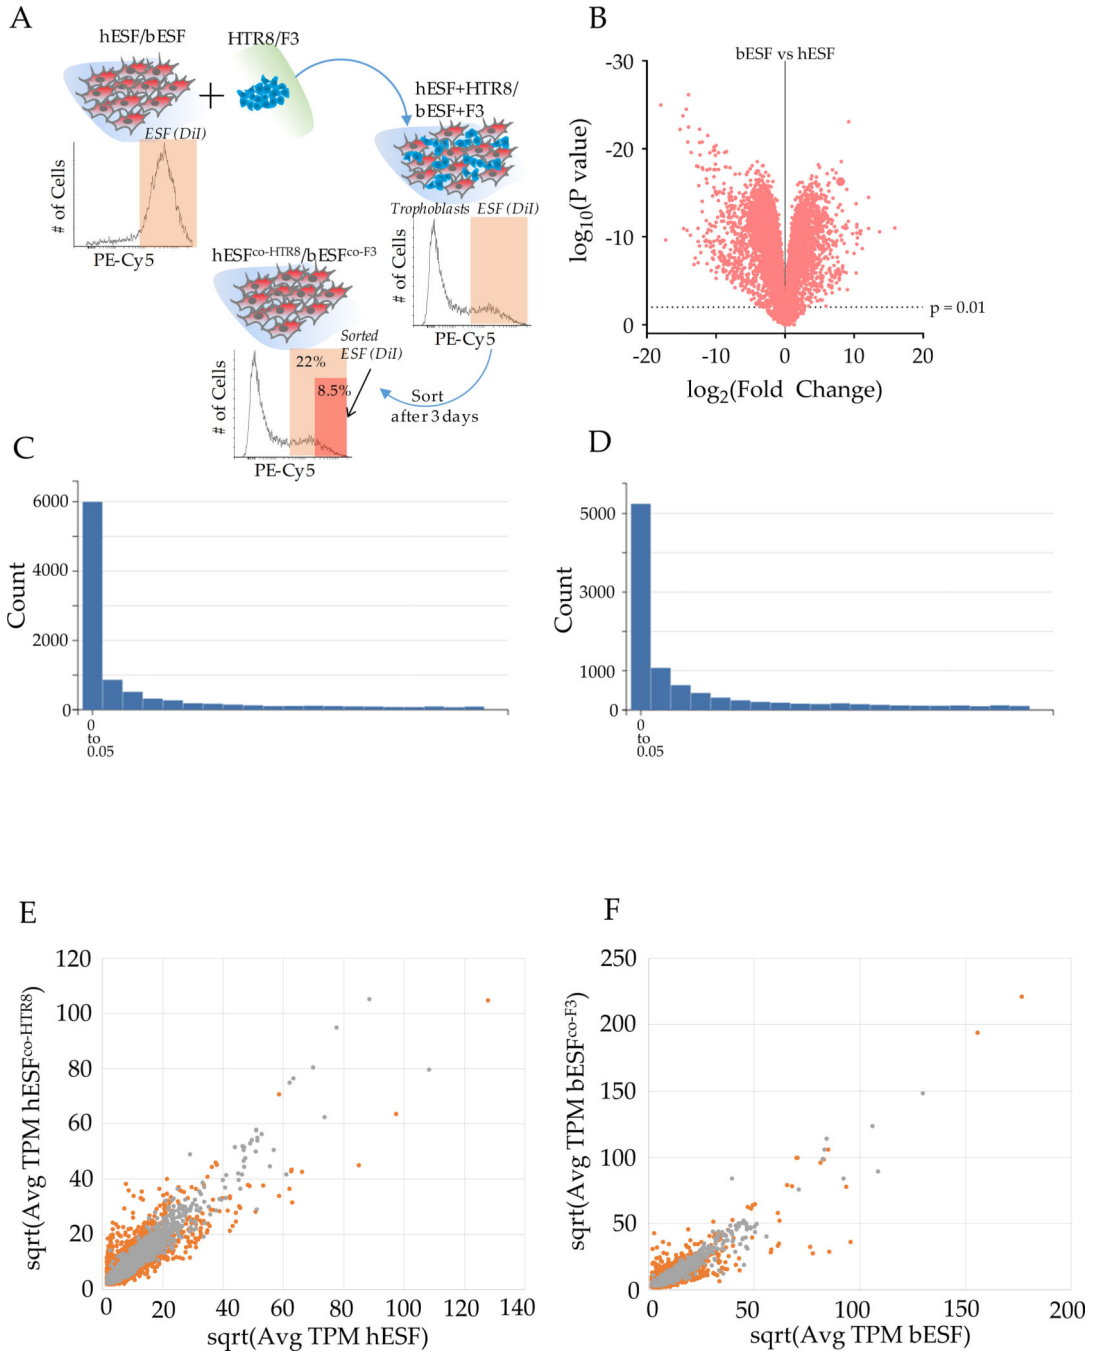 A
hESF/bESF
HTR8/F3
hESF+HTR8/
bESF+F3
ESF (DiI)
# of Cells
PE-Cy5
Trophoblasts ESF (DiI)
# of Cells
PE-Cy5
hESFco-HTR8/bESFco-F3
Sorted
ESF (DiI)
22%
8.5%
# of Cells
PE-Cy5
Sort
after 3 days
B
bESF vs hESF
-30
-20
-10
0
log10(P value)
p = 0.01
-20
-10
0
10
20
log2(Fold Change)
C
6000
4000
2000
0
Count
0
to
0.05
D
5000
3000
1000
0
Count
0
to
0.05
E
120
100
80
60
40
20
0
sqrt(Avg TPM hESFco-HTR8)
0
20
40
60
80
100
120
140
sqrt(Avg TPM hESF)
F
250
200
150
100
50
0
sqrt(Avg TPM bESFco-F3)
0
50
100
150
200
sqrt(Avg TPM bESF)